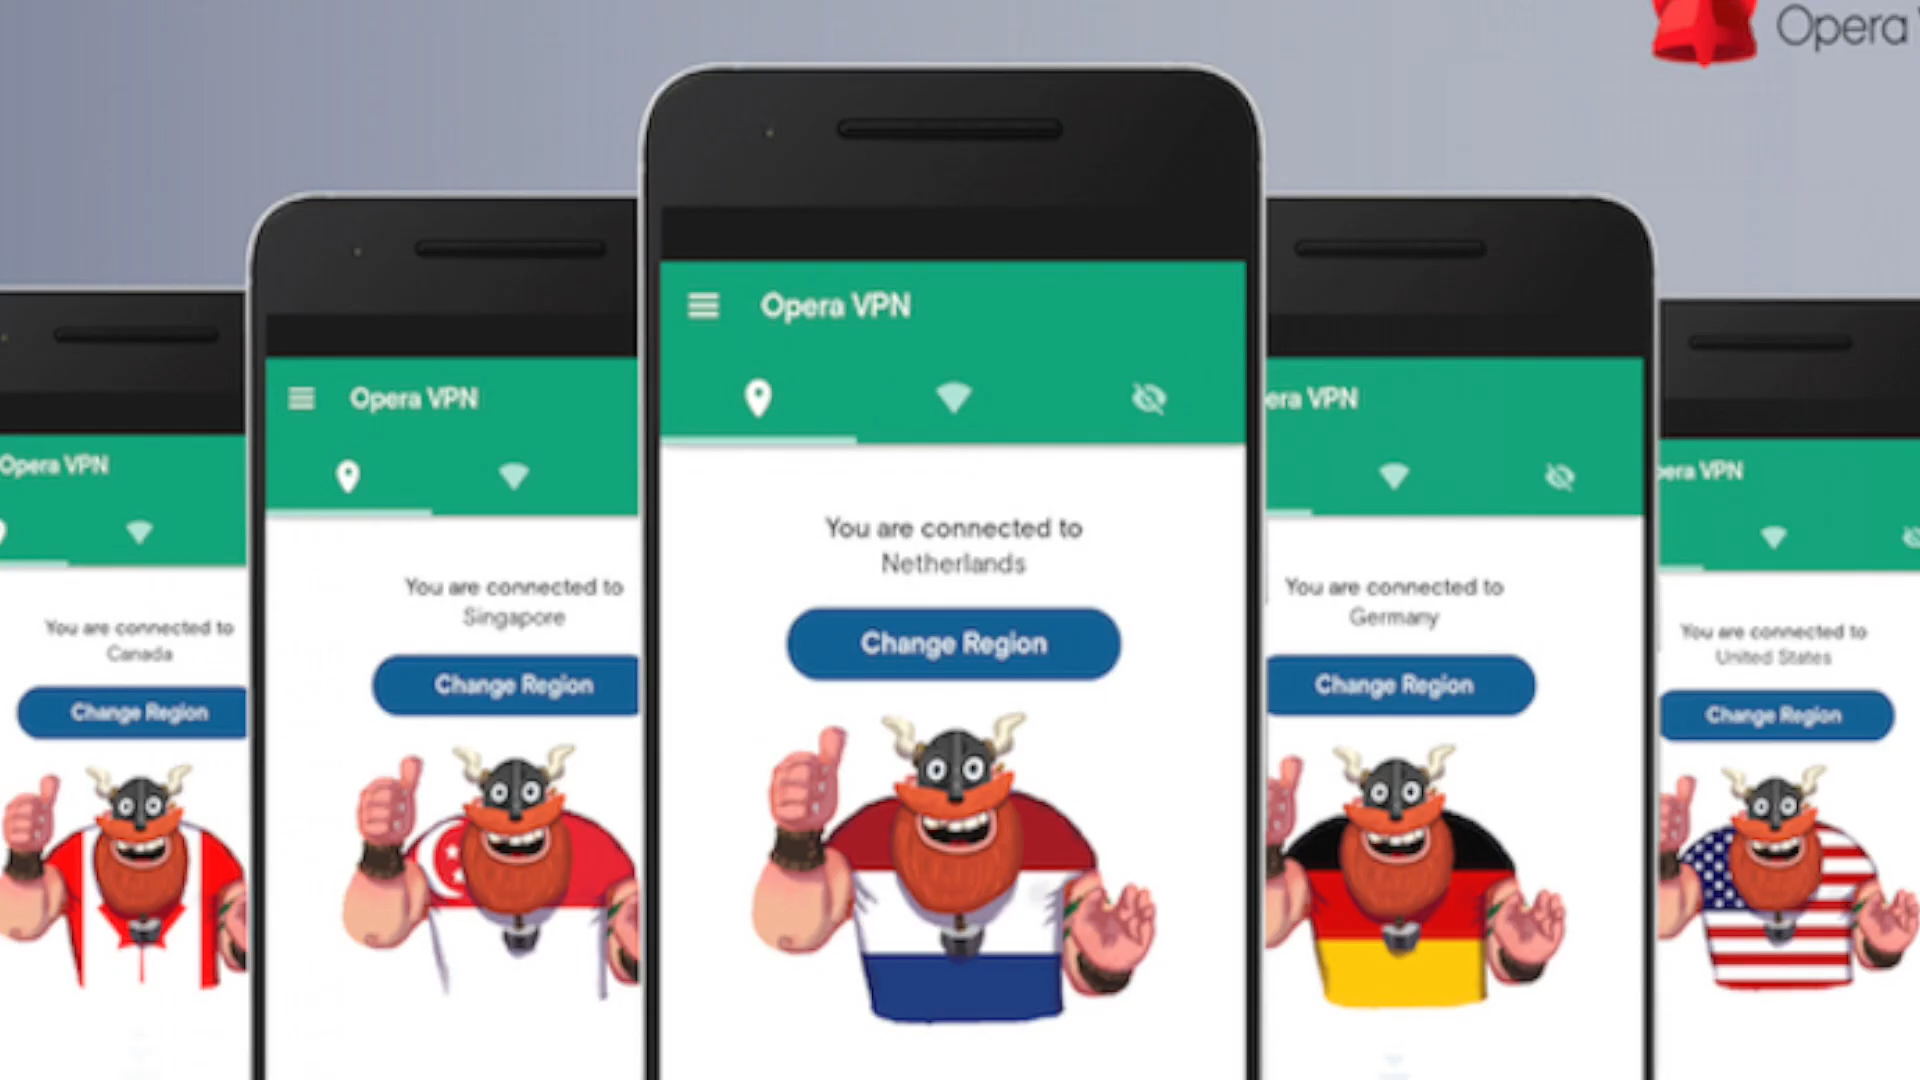 Opera
Opera VPN
You are connected to
Canada
Change Region
Opera VPN
You are connected to
Singapore
Change Region
Opera VPN
You are connected to
Netherlands
Change Region
era VPN
You are connected to
Germany
Change Region
era VPN
You are connected to
United States
Change Region